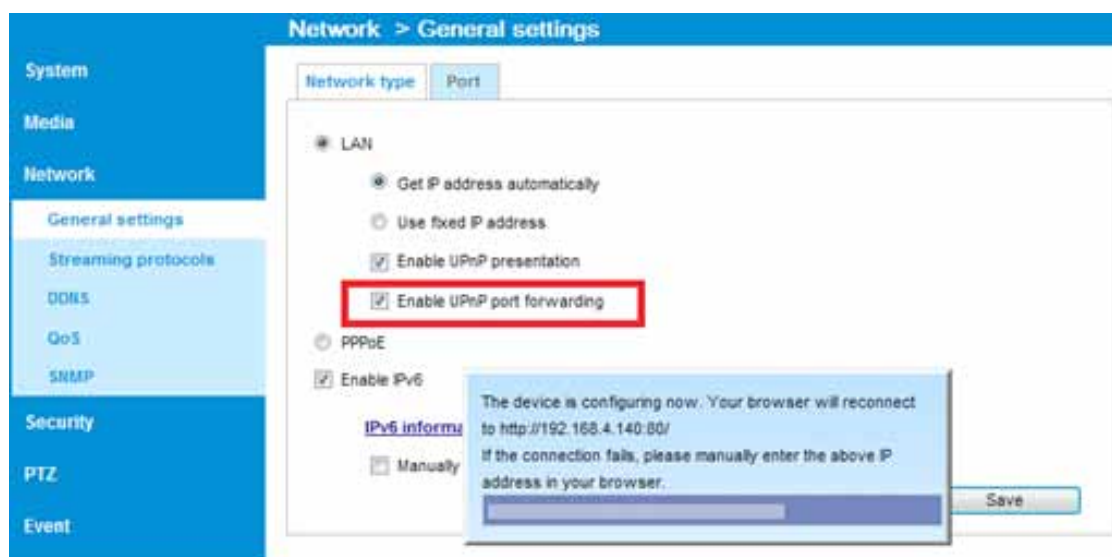 Network > General settings
System
Media
Network
General settings
Streaming protocols
DDNS
QoS
SNMP
Security
PTZ
Event
Network type
Port
LAN
Get IP address automatically
Use fixed IP address
Enable UPnP presentation
Enable UPnP port forwarding
PPPoE
Enable IPv6
IPv6 informa
Manually
The device is configuring now. Your browser will reconnect
to http://192.168.4.140:80/
If the connection fails, please manually enter the above IP
address in your browser.
Save